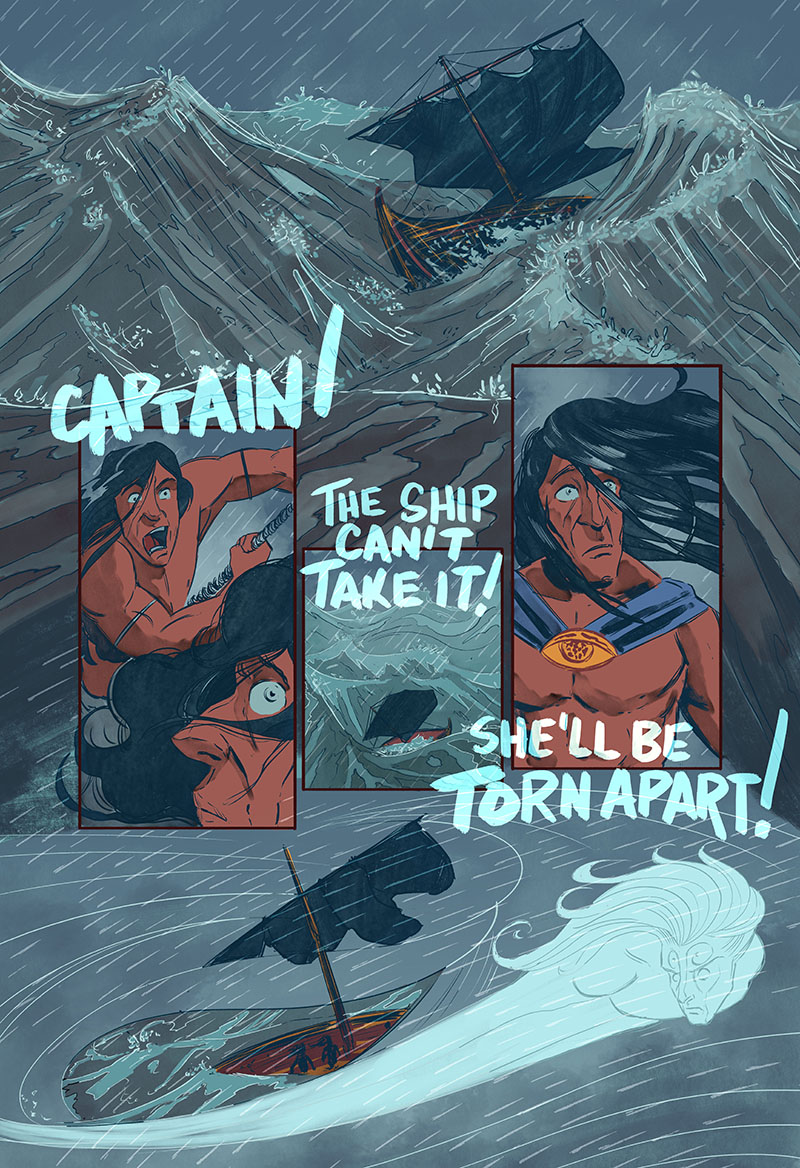 CAPTAIN!
THE SHIP
CAN'T
TAKE IT!
SHE'LL BE
TORN APART!